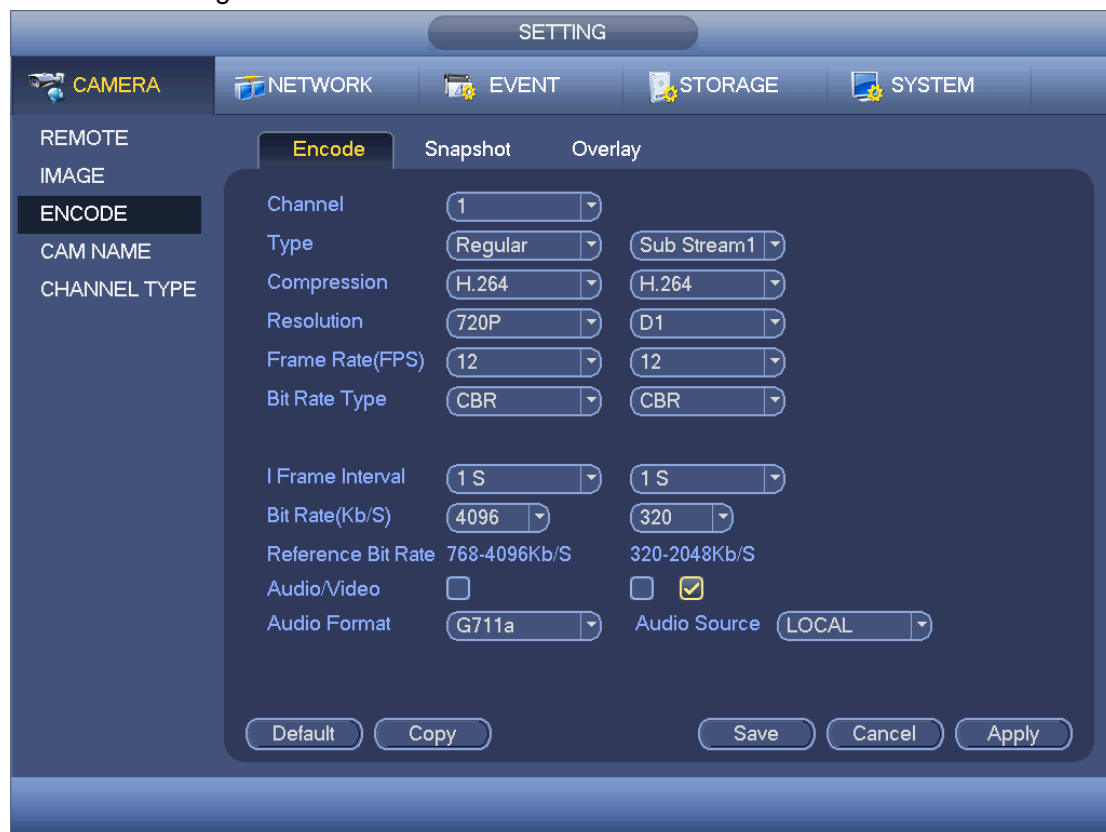 SETTING
CAMERA NETWORK EVENT STORAGE SYSTEM
REMOTE
IMAGE
ENCODE
CAM NAME
CHANNEL TYPE
Encode Snapshot Overlay
Channel 1
Type Regular Sub Stream1
Compression H.264 H.264
Resolution 720P D1
Frame Rate(FPS) 12 12
Bit Rate Type CBR CBR
I Frame Interval 1 S 1 S
Bit Rate(Kb/S) 4096 320
Reference Bit Rate 768-4096Kb/S 320-2048Kb/S
Audio/Video
Audio Format G711a Audio Source LOCAL
Default Copy Save Cancel Apply